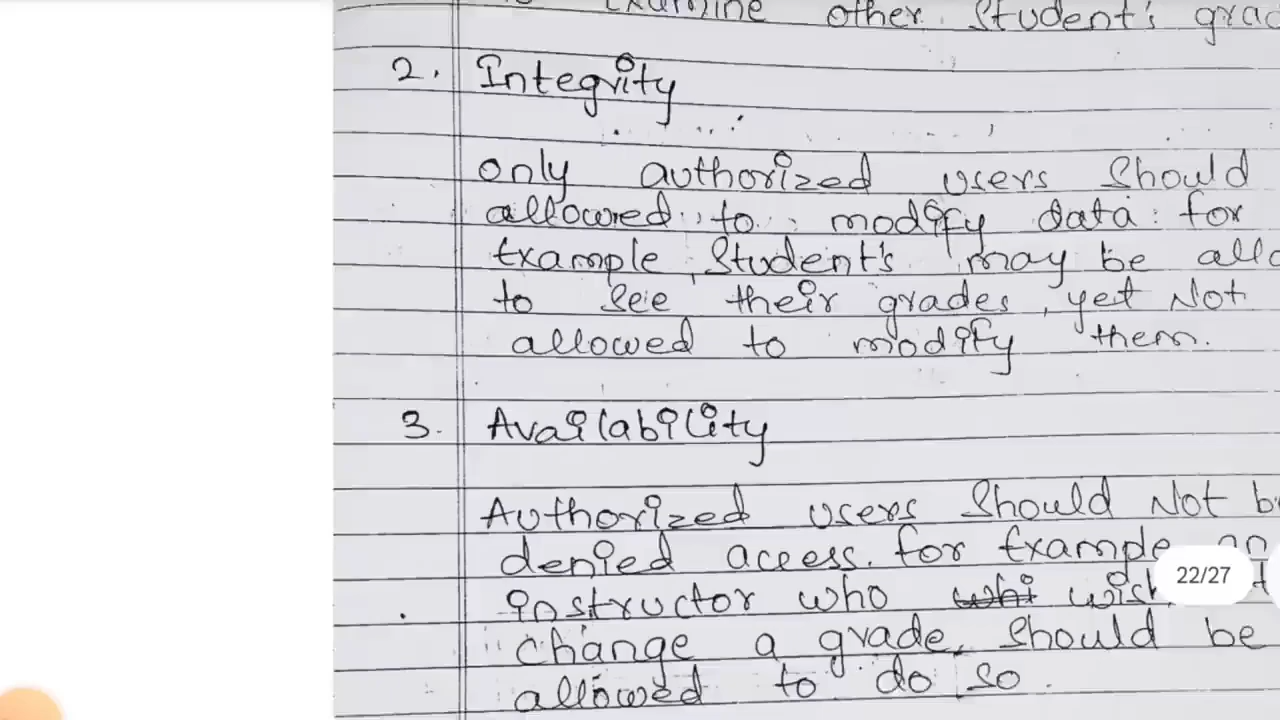 Examine other Student's grad
2. Integrity
only authorized users Should
allowed to modify data. for
Example, Student's may be allo
to see their grades, yet Not
allowed to modify them.
3. Availability
Authorized users Should Not be
denied acess. for Example an
22/27
instructor who wish t
change a grade, Should be
allowed to do so.